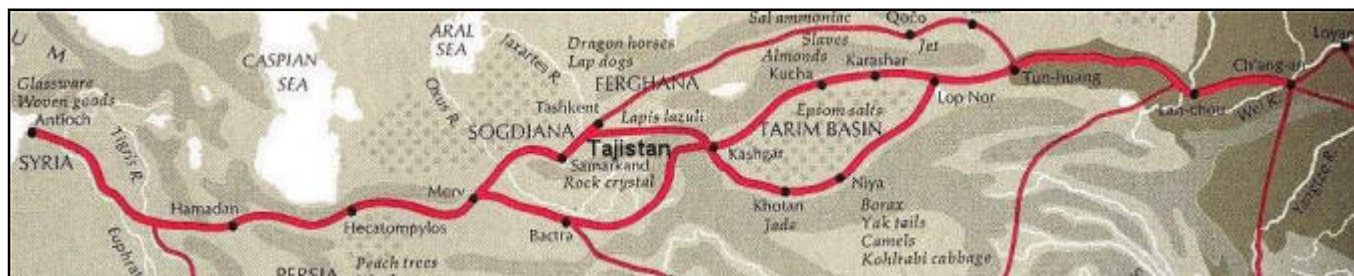 U
M
Glassware
Woven goods
Antioch
SYRIA
Tigris R.
Hamadan
CASPIAN
SEA
Hecatompylos
PERSIA
Peach trees
ARAL
SEA
Jaxartes R.
Oxus R.
Merv
SOGDIANA
Dragon horses
Lap dogs
FERGHANA
Tashkent
Lapis lazuli
Tajistan
Samarkand
Rock crystal
Bactra
Sal ammoniac
Slaves
Almonds
Kucha
Karashar
Qočo
Jet
Epsom salts
TARIM BASIN
Kashgar
Khotan
Jade
Niya
Borax
Yak tails
Camels
Kohlrabi cabbage
Lop Nor
Tun-huang
Lan-chou
Ch'ang-an
Wei R.
Yangtze R.